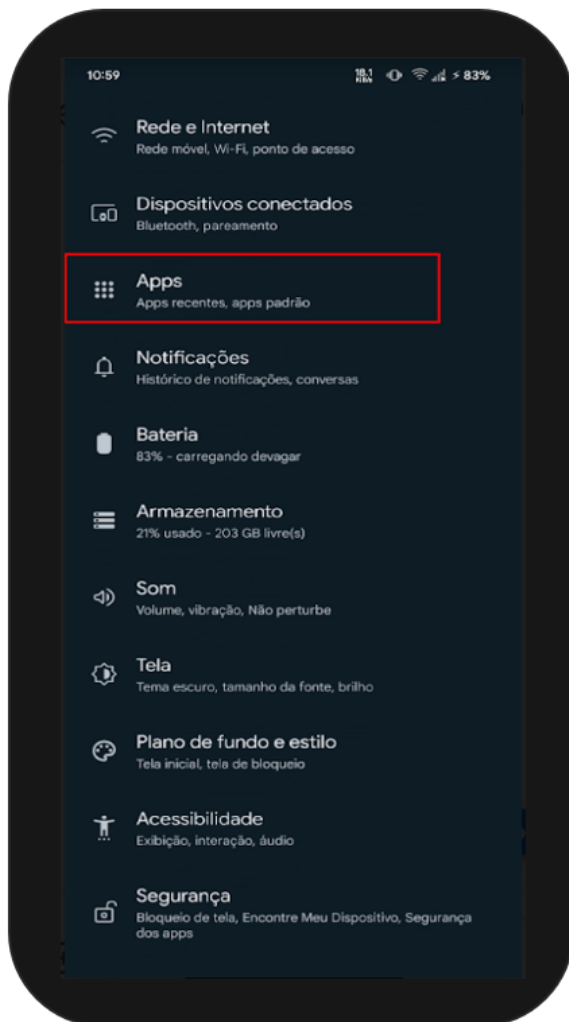 10:59
18.1 KB/s 83%
Rede e Internet
Rede móvel, Wi-Fi, ponto de acesso
Dispositivos conectados
Bluetooth, pareamento
Apps
Apps recentes, apps padrão
Notificações
Histórico de notificações, conversas
Bateria
83% - carregando devagar
Armazenamento
21% usado - 203 GB livre(s)
Som
Volume, vibração, Não perturbe
Tela
Tema escuro, tamanho da fonte, brilho
Plano de fundo e estilo
Tela inicial, tela de bloqueio
Acessibilidade
Exibição, interação, áudio
Segurança
Bloqueio de tela, Encontre Meu Dispositivo, Segurança
dos apps